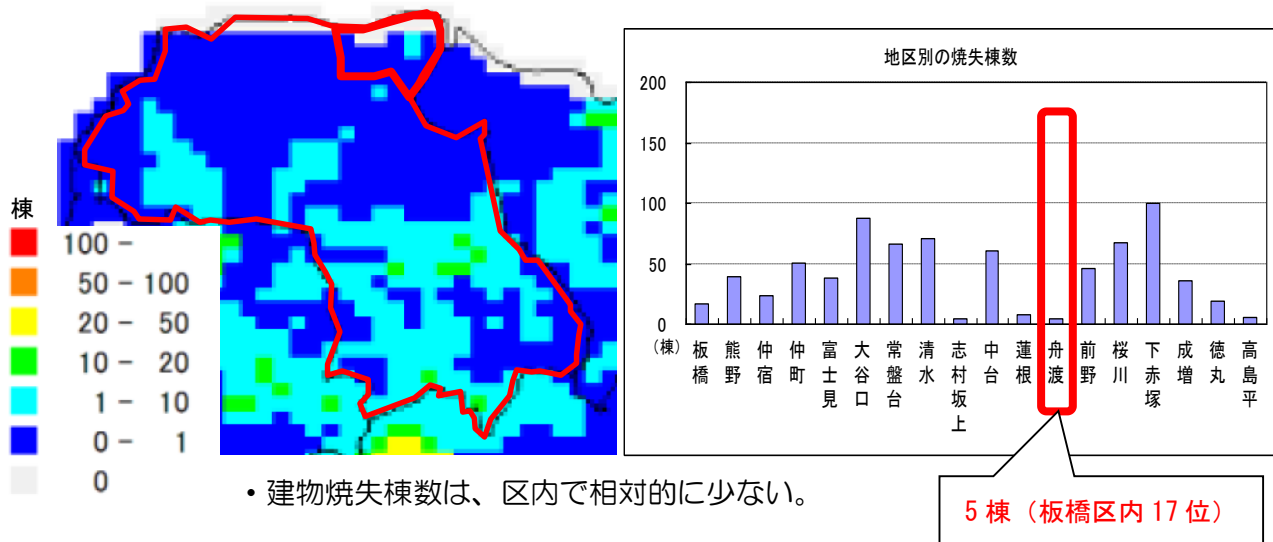 棟
100 -
50 - 100
20 - 50
10 - 20
1 - 10
0 - 1
0
地区別の焼失棟数
200
150
100
50
0
(棟)
板橋
熊野
仲宿
仲町
富士見
大谷口
常盤台
清水
志村坂上
中台
蓮根
舟渡
前野
桜川
下赤塚
成増
徳丸
高島平
・建物焼失棟数は、区内で相対的に少ない。
5 棟（板橋区内 17 位）